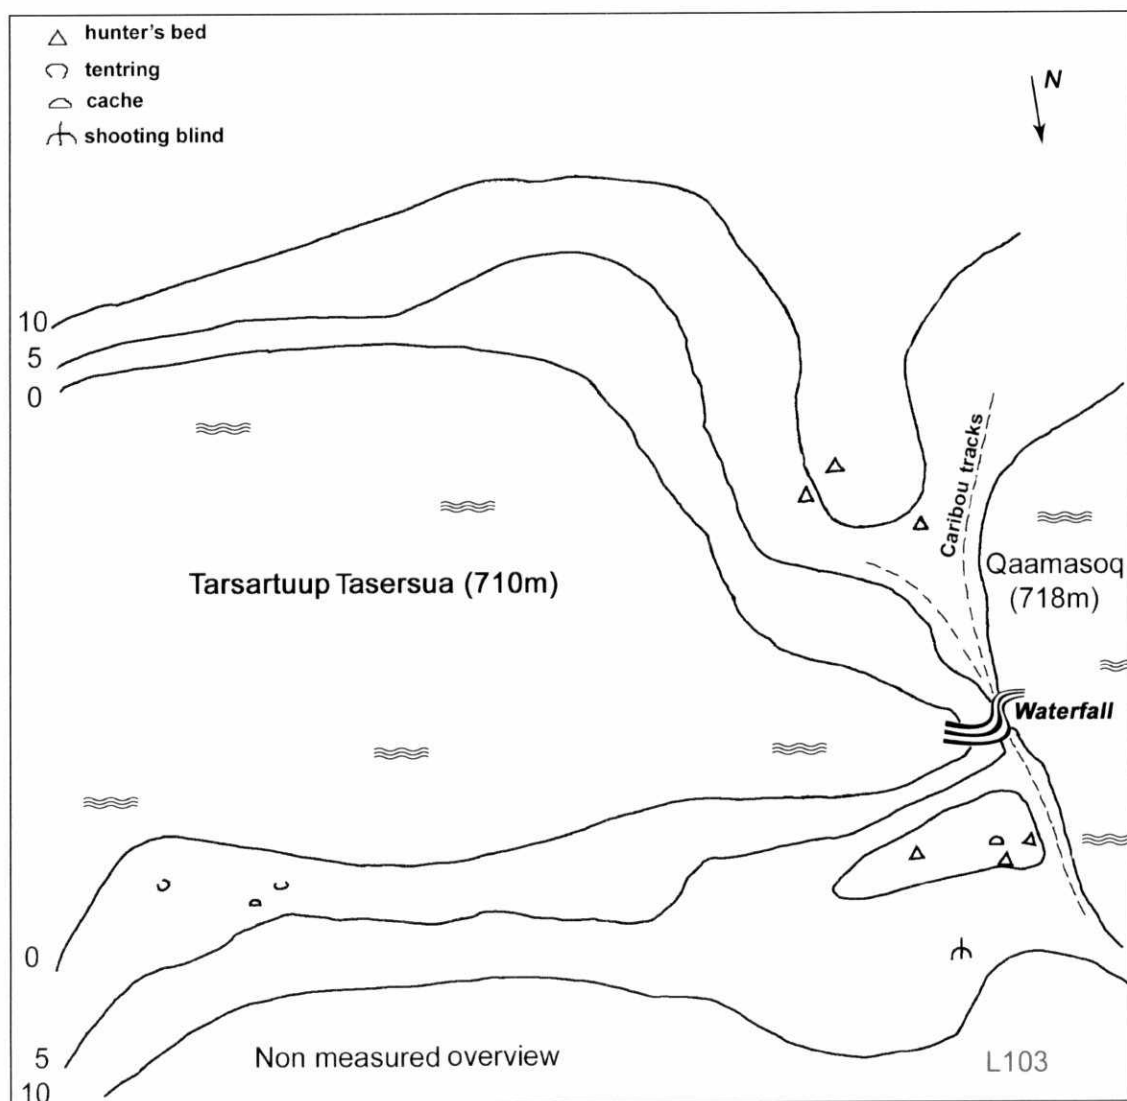 hunter's bed
tentring
cache
shooting blind
N
10
5
0
Caribou tracks
Tarsartuup Tasersua (710m)
Qaamasoq
(718m)
Waterfall
0
5
10
Non measured overview
L103